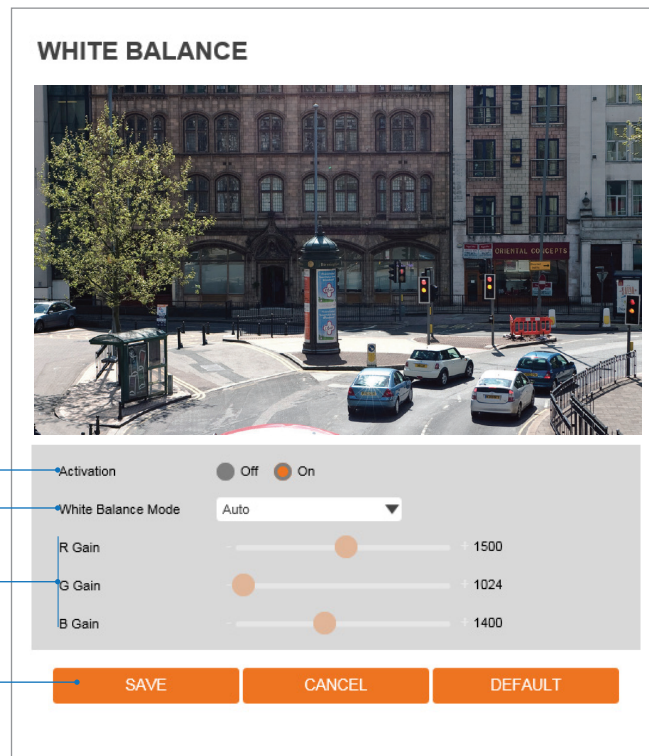 WHITE BALANCE
ORIENTAL CONCEPTS
Activation Off On
White Balance Mode Auto
R Gain - + 1500
G Gain - + 1024
B Gain - + 1400
SAVE CANCEL DEFAULT